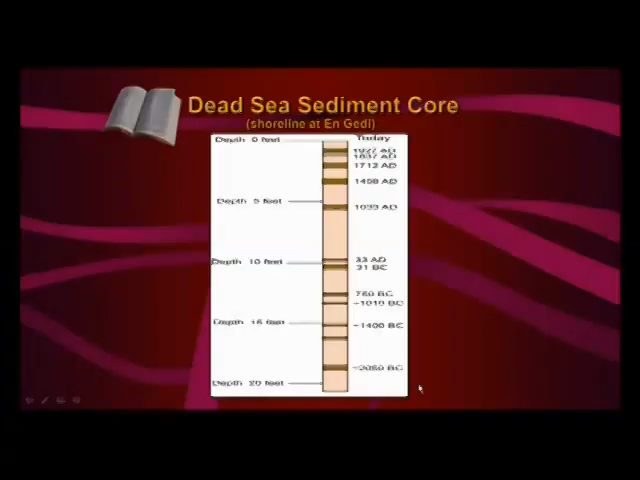 Dead Sea Sediment Core
(shoreline at En Gedi)
Depth 0 feet
Today
1927 AD
1837 AD
1712 AD
1458 AD
Depth 5 feet
1033 AD
33 AD
Depth 10 feet
31 BC
750 BC
~1010 BC
Depth 15 feet
~1400 BC
~2050 BC
Depth 20 feet